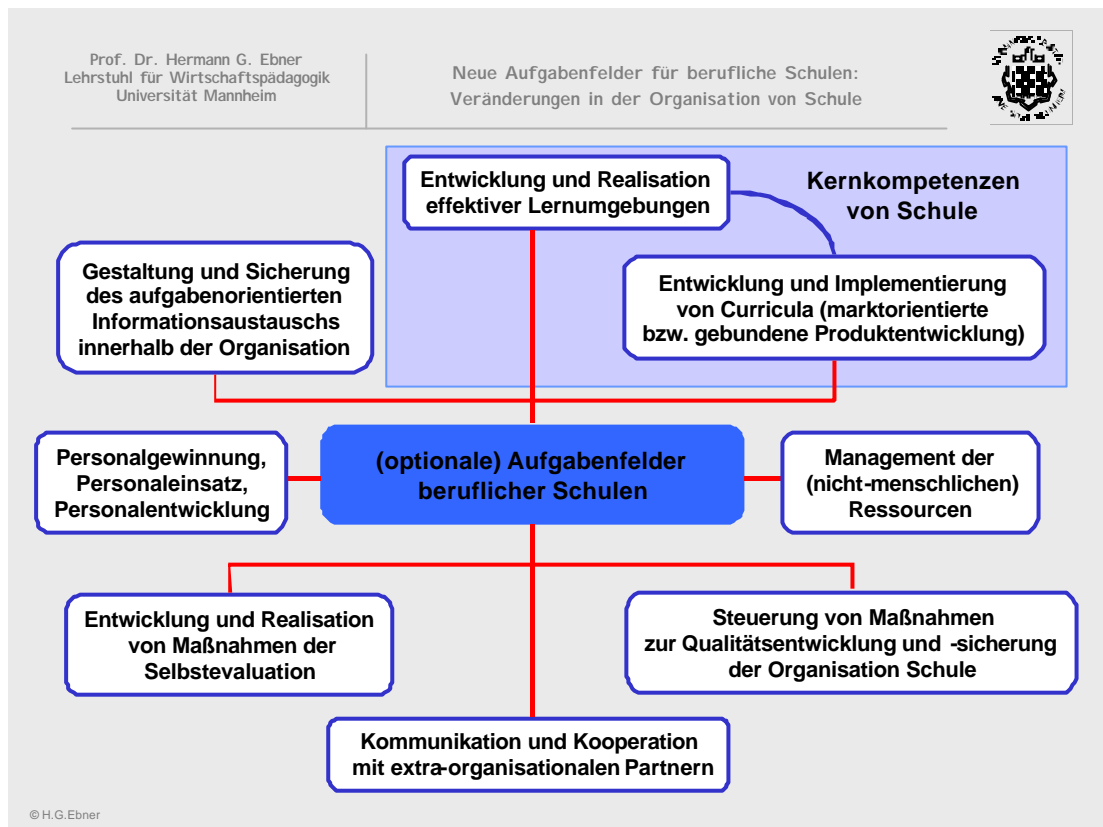 Prof. Dr. Hermann G. Ebner
Lehrstuhl für Wirtschaftspädagogik
Universität Mannheim
Neue Aufgabenfelder für berufliche Schulen:
Veränderungen in der Organisation von Schule
Entwicklung und Realisation
effektiver Lernumgebungen
Kernkompetenzen
von Schule
Gestaltung und Sicherung
des aufgabenorientierten
Informationsaustauschs
innerhalb der Organisation
Entwicklung und Implementierung
von Curricula (marktorientierte
bzw. gebundene Produktentwicklung)
Personalgewinnung,
Personaleinsatz,
Personalentwicklung
(optionale) Aufgabenfelder
beruflicher Schulen
Management der
(nicht-menschlichen)
Ressourcen
Entwicklung und Realisation
von Maßnahmen der
Selbstevaluation
Steuerung von Maßnahmen
zur Qualitätsentwicklung und -sicherung
der Organisation Schule
Kommunikation und Kooperation
mit extra-organisationalen Partnern
© H.G.Ebner